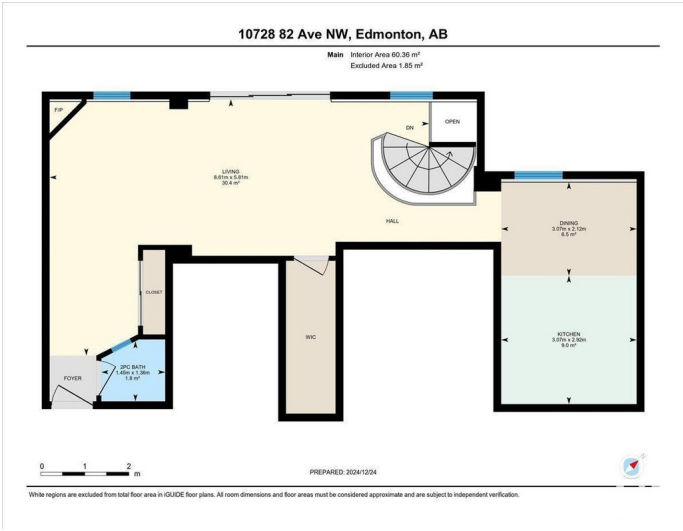 10728 82 Ave NW, Edmonton, AB
Main Interior Area 60.36 m²
Excluded Area 1.85 m²
F/P
DN
OPEN
LIVING
8.61m x 5.81m
30.4 m²
HALL
DINING
3.07m x 2.12m
6.5 m²
CLOSET
WIC
KITCHEN
3.07m x 2.92m
9.0 m²
FOYER
2PC BATH
1.45m x 1.36m
1.8 m²
0 1 2
m
PREPARED: 2024/12/24
White regions are excluded from total floor area in iGUIDE floor plans. All room dimensions and floor areas must be considered approximate and are subject to independent verification.